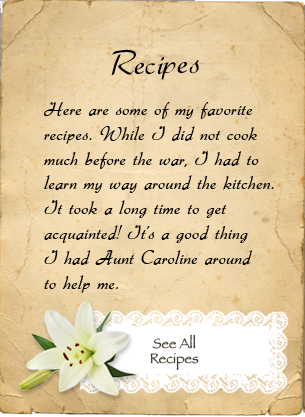 Recipes
Here are some of my favorite
recipes. While I did not cook
much before the war, I had to
learn my way around the kitchen.
It took a long time to get
acquainted! It's a good thing
I had Aunt Caroline around
to help me.
See All
Recipes